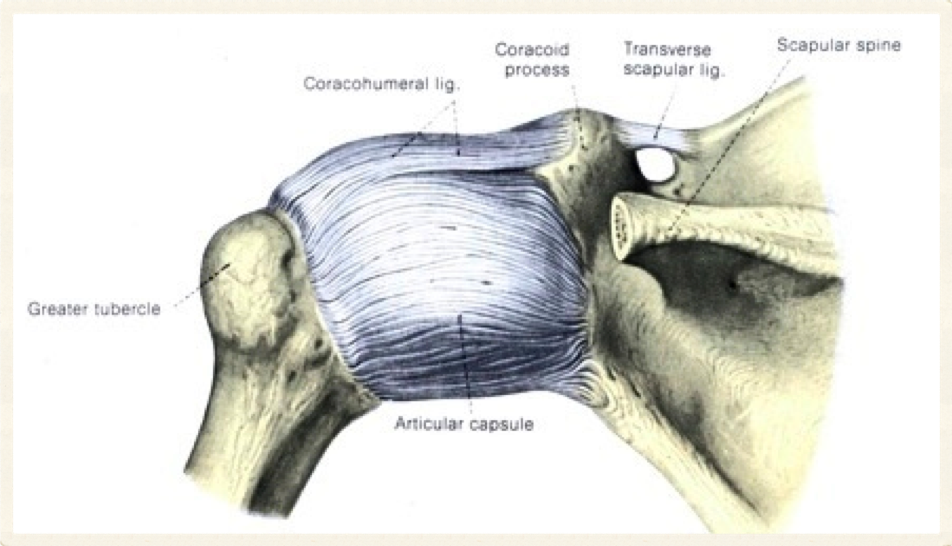 Coracohumeral lig.
Coracoid
process
Transverse
scapular lig.
Scapular spine
Greater tubercle
Articular capsule